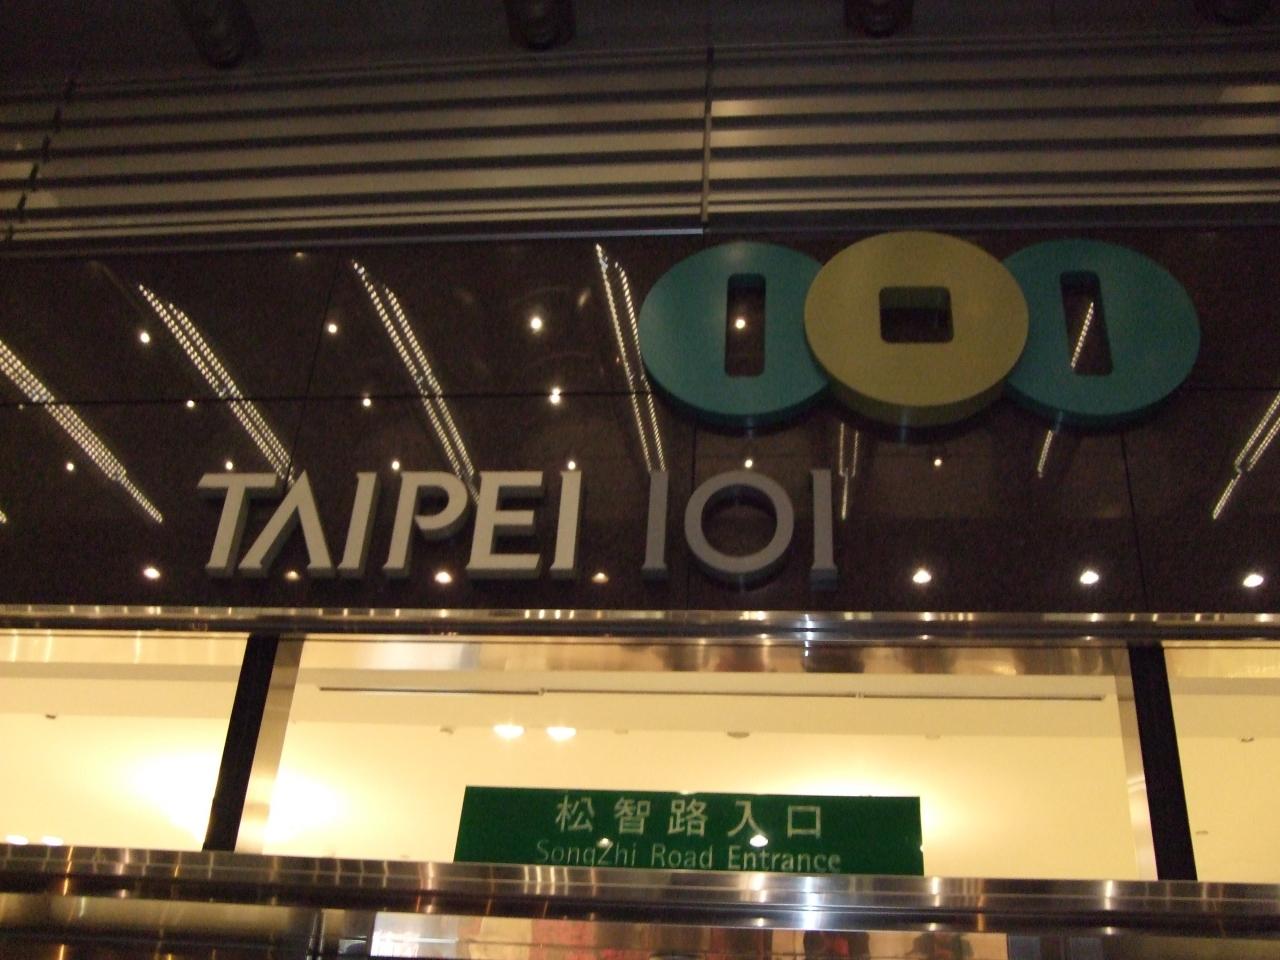 TAIPEI 101
松智路入口
SongZhi Road Entrance